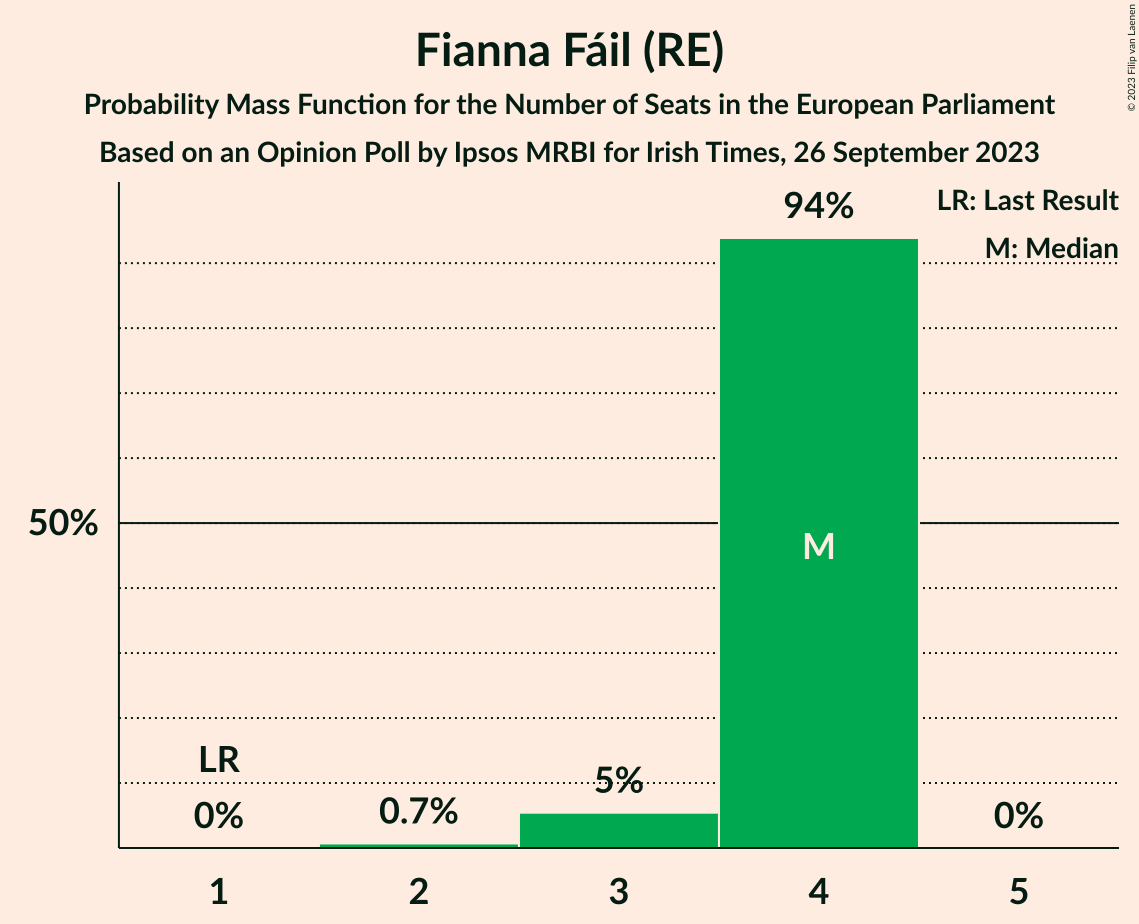 Fianna Fáil (RE)
Probability Mass Function for the Number of Seats in the European Parliament
Based on an Opinion Poll by Ipsos MRBI for Irish Times, 26 September 2023
© 2023 Filip van Laenen
LR: Last Result
M: Median
94%
50%
M
LR
0%
0.7%
5%
0%
1 2 3 4 5